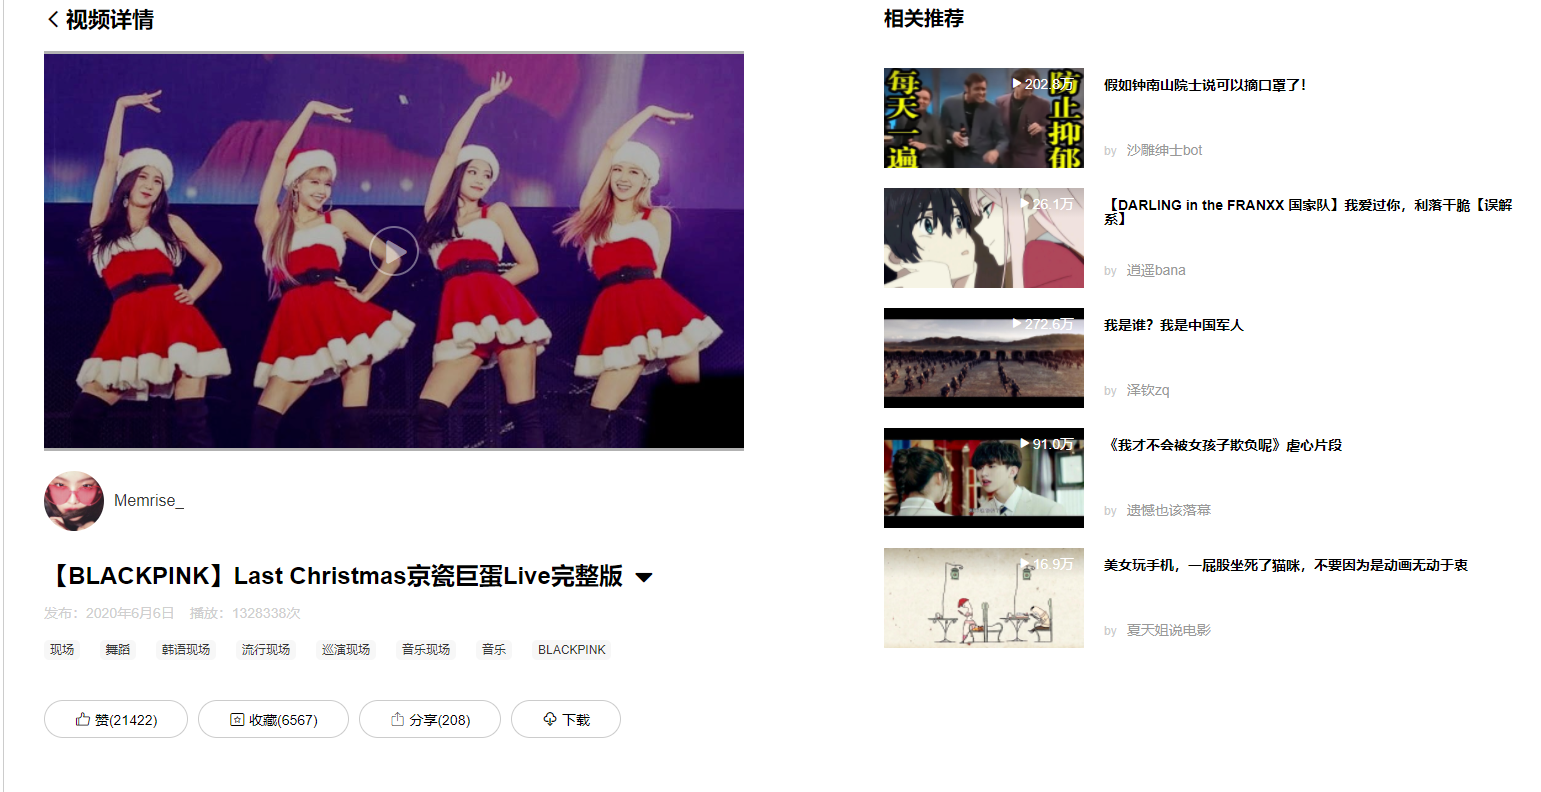 视频详情
Memrise_
【BLACKPINK】Last Christmas京瓷巨蛋Live完整版
发布：2020年6月6日 播放：1328338次
现场 舞蹈 韩语现场 流行现场 巡演现场 音乐现场 音乐 BLACKPINK
赞(21422) 收藏(6567) 分享(208) 下载
相关推荐
每天一遍
防止抑郁
202.8万
假如钟南山院士说可以摘口罩了！
by 沙雕绅士bot
26.1万
【DARLING in the FRANXX 国家队】我爱过你，利落干脆【误解
系】
by 逍遥bana
272.6万
我是谁？我是中国军人
by 泽钦zq
91.0万
《我才不会被女孩子欺负呢》虐心片段
by 遗憾也该落幕
16.9万
美女玩手机，一屁股坐死了猫咪，不要因为是动画无动于衷
by 夏天姐说电影